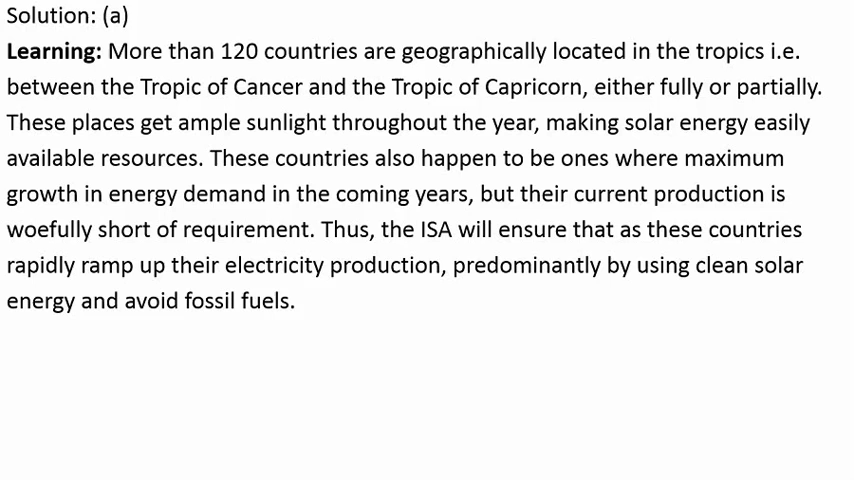 Solution: (a)
Learning: More than 120 countries are geographically located in the tropics i.e.
between the Tropic of Cancer and the Tropic of Capricorn, either fully or partially.
These places get ample sunlight throughout the year, making solar energy easily
available resources. These countries also happen to be ones where maximum
growth in energy demand in the coming years, but their current production is
woefully short of requirement. Thus, the ISA will ensure that as these countries
rapidly ramp up their electricity production, predominantly by using clean solar
energy and avoid fossil fuels.